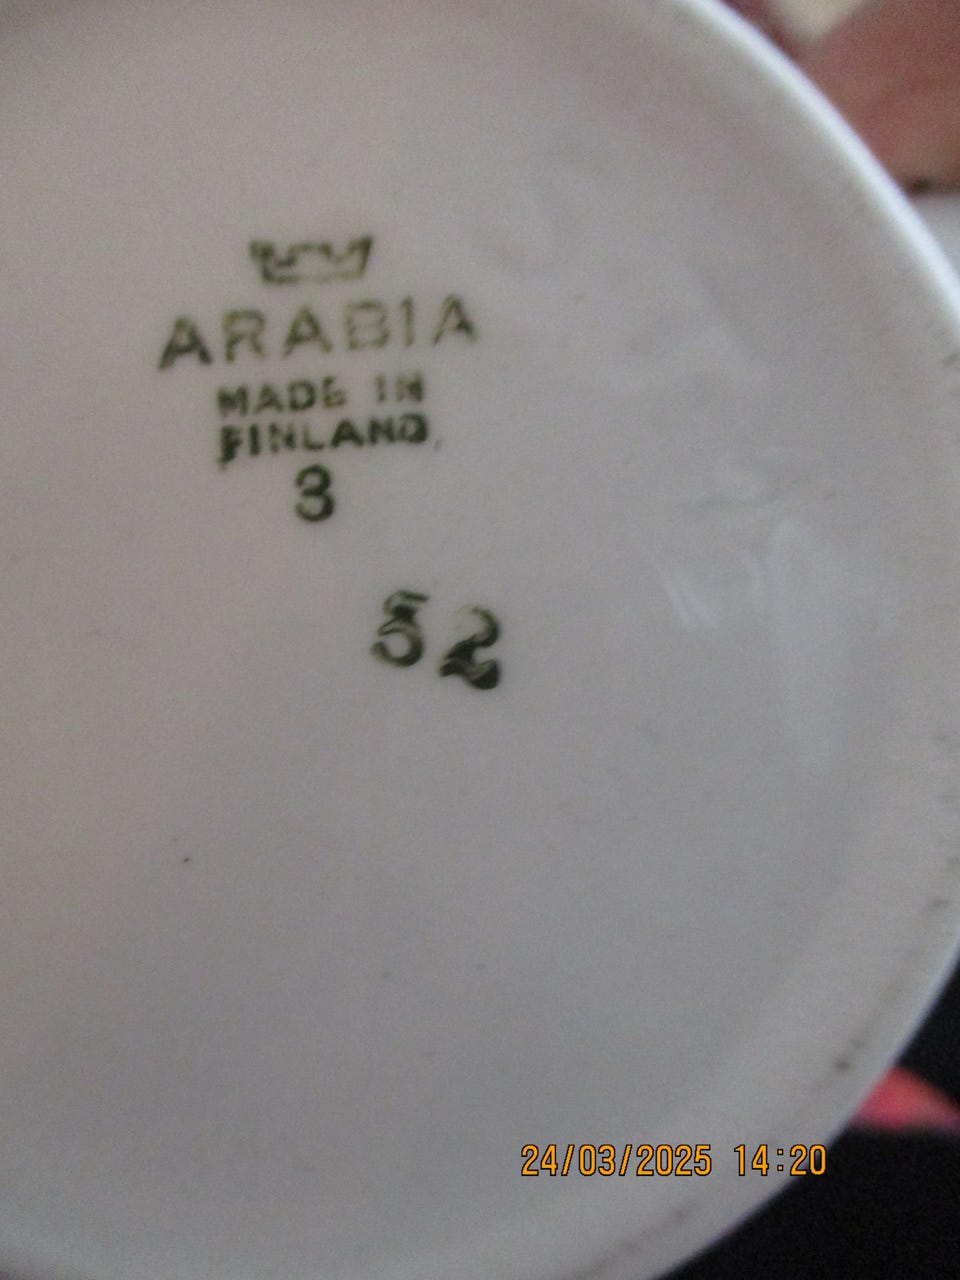 ARABIA
MADE IN
FINLAND
3
52
24/03/2025 14:20